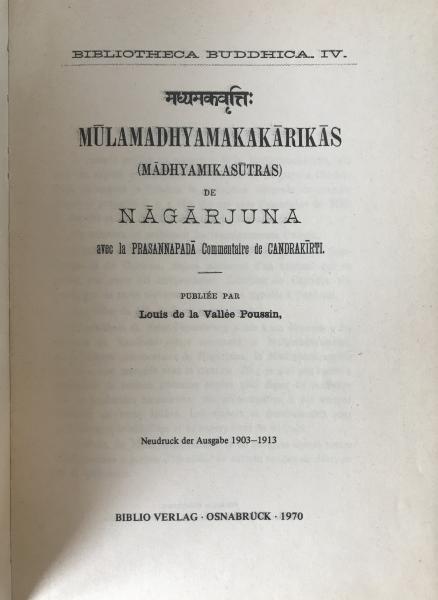 BIBLIOTHECA BUDDHICA. IV.
मध्यमकवृत्तिः
MŪLAMADHYAMAKAKĀRIKĀS
(MĀDHYAMIKASŪTRAS)
DE
NĀGĀRJUNA
avec la PRASANNAPADĀ Commentaire de CANDRAKĪRTI.
PUBLIÉE PAR
Louis de la Vallée Poussin,
Neudruck der Ausgabe 1903–1913
BIBLIO VERLAG · OSNABRÜCK · 1970